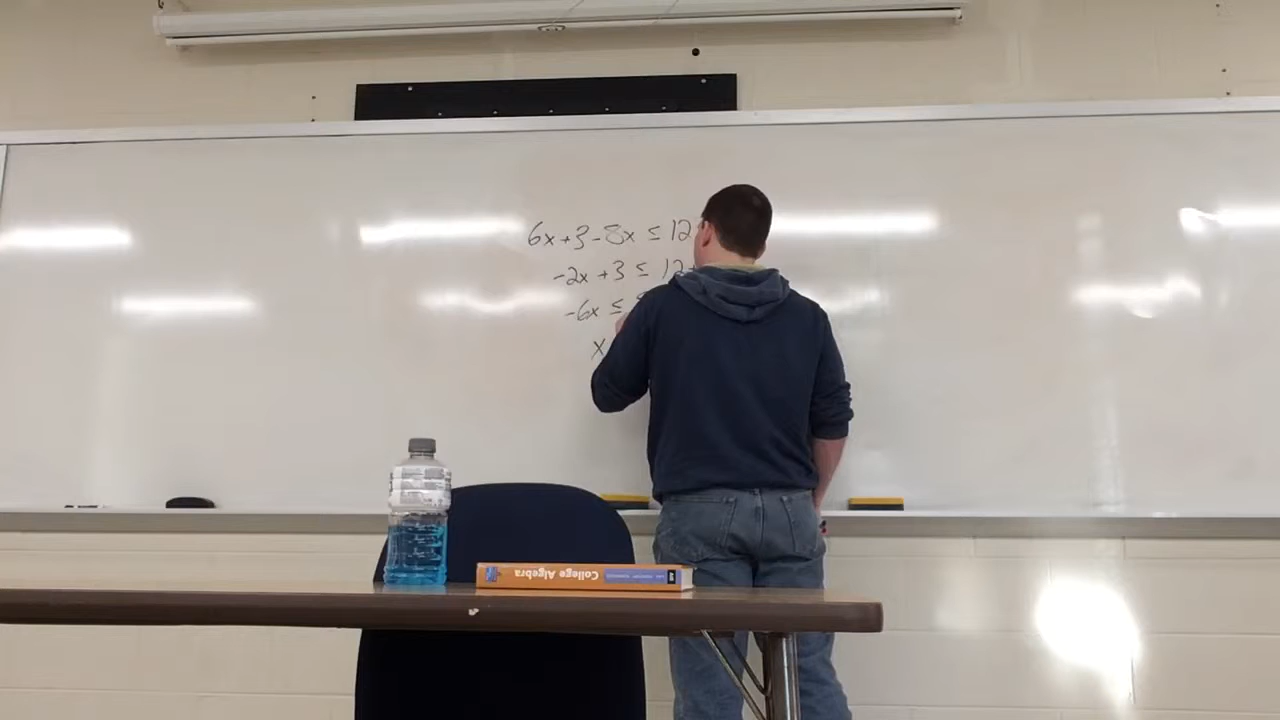 6x+3-8x ≤ 12
-2x +3 ≤ 12+
-6x ≤
x
College Algebra